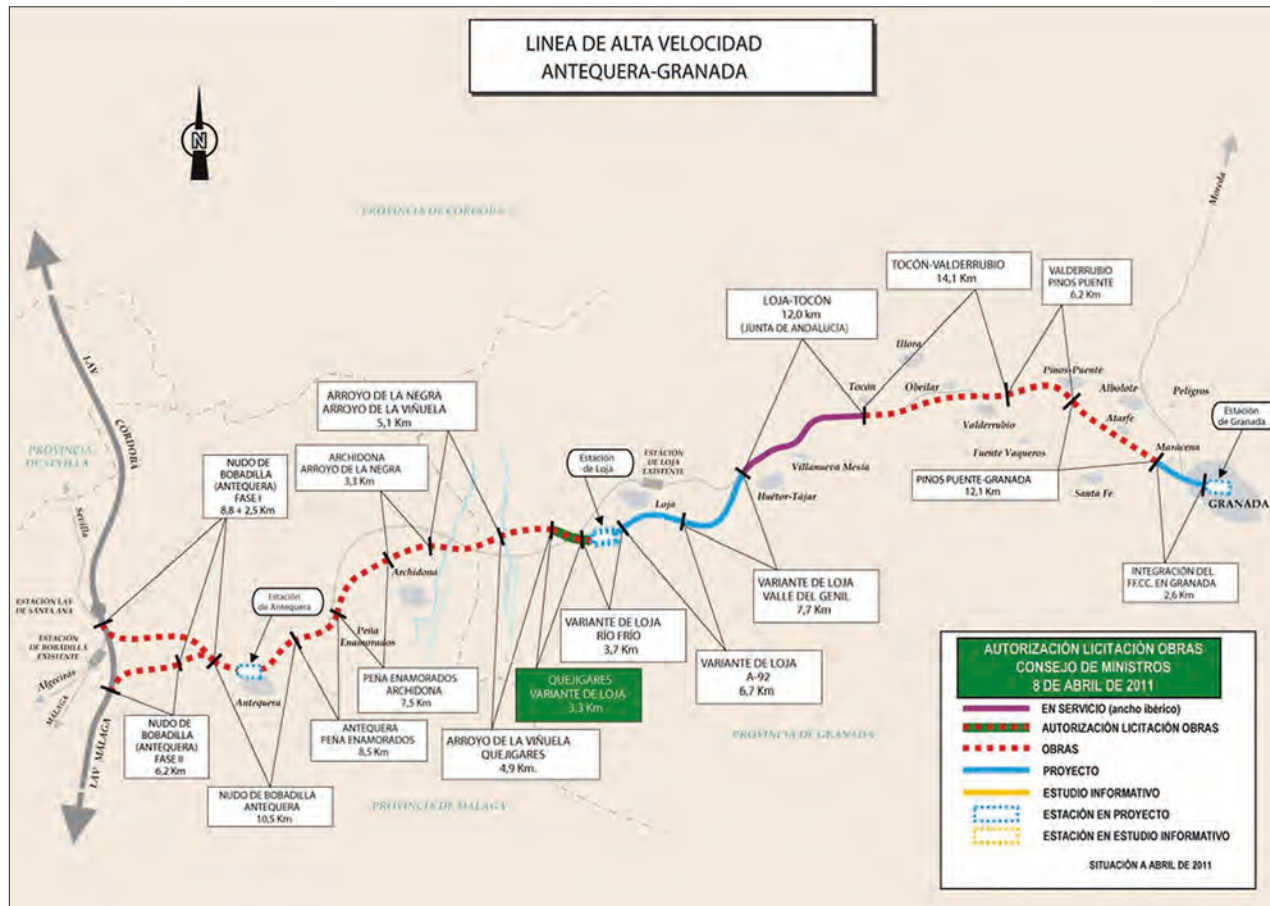 LINEA DE ALTA VELOCIDAD
ANTEQUERA-GRANADA
N
Moreda
PROVINCIA DE CÓRDOBA
TOCÓN-VALDERRUBIO
14,1 Km
VALDERRUBIO
PINOS PUENTE
6,2 Km
LOJA-TOCÓN
12,0 km
(JUNTA DE ANDALUCÍA)
Illora
LAV
CÓRDOBA
Tocón
Obeilar
Pinos-Puente
Albolote
Peligros
ARROYO DE LA NEGRA
ARROYO DE LA VIÑUELA
5,1 Km
Estación
de Granada
Atarfe
Valderrubio
PROVINCIA
DE SEVILLA
NUDO DE
BOBADILLA
(ANTEQUERA)
FASE I
8,8 + 2,5 Km
ARCHIDONA
ARROYO DE LA NEGRA
3,3 Km
Estación
de Loja
ESTACIÓN
DE LOJA
EXISTENTE
Villanueva Mesía
Fuente Vaqueros
Maracena
Huétor-Tájar
PINOS PUENTE-GRANADA
12,1 Km
Santa Fe
GRANADA
Sevilla
Loja
Archidona
INTEGRACIÓN DEL
FF.CC. EN GRANADA
2,6 Km
VARIANTE DE LOJA
VALLE DEL GENIL
7,7 Km
ESTACIÓN LAV
DE SANTA ANA
Estación
de Antequera
Peña
Enamorados
VARIANTE DE LOJA
RÍO FRÍO
3,7 Km
ESTACIÓN
DE BOBADILLA
EXISTENTE
VARIANTE DE LOJA
A-92
6,7 Km
Algeciras
MÁLAGA
Antequera
PEÑA ENAMORADOS
ARCHIDONA
7,5 Km
QUEJIGARES
VARIANTE DE LOJA
3,3 Km
NUDO DE
BOBADILLA
(ANTEQUERA)
FASE II
6,2 Km
ANTEQUERA
PEÑA ENAMORADOS
8,5 Km
ARROYO DE LA VIÑUELA
QUEJIGARES
4,9 Km.
PROVINCIA DE GRANADA
LAV MÁLAGA
NUDO DE BOBADILLA
ANTEQUERA
10,5 Km
PROVINCIA DE MÁLAGA
AUTORIZACIÓN LICITACIÓN OBRAS
CONSEJO DE MINISTROS
8 DE ABRIL DE 2011
EN SERVICIO (ancho ibérico)
AUTORIZACIÓN LICITACIÓN OBRAS
OBRAS
PROYECTO
ESTUDIO INFORMATIVO
ESTACIÓN EN PROYECTO
ESTACIÓN EN ESTUDIO INFORMATIVO
SITUACIÓN A ABRIL DE 2011